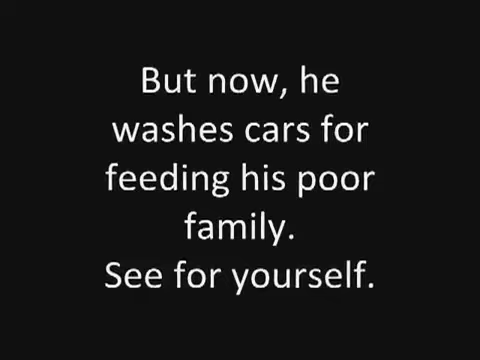 But now, he
washes cars for
feeding his poor
family.
See for yourself.